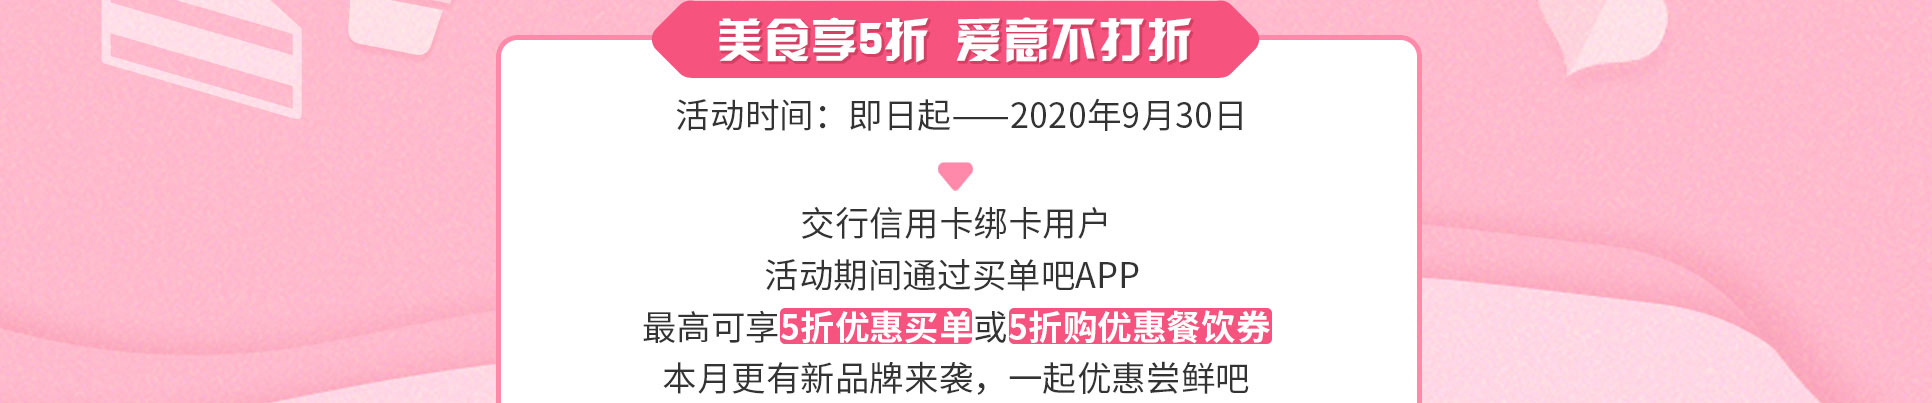 美食享5折 爱意不打折
活动时间：即日起——2020年9月30日
交行信用卡绑卡用户
活动期间通过买单吧APP
最高可享5折优惠买单或5折购优惠餐饮券
本月更有新品牌来袭，一起优惠尝鲜吧